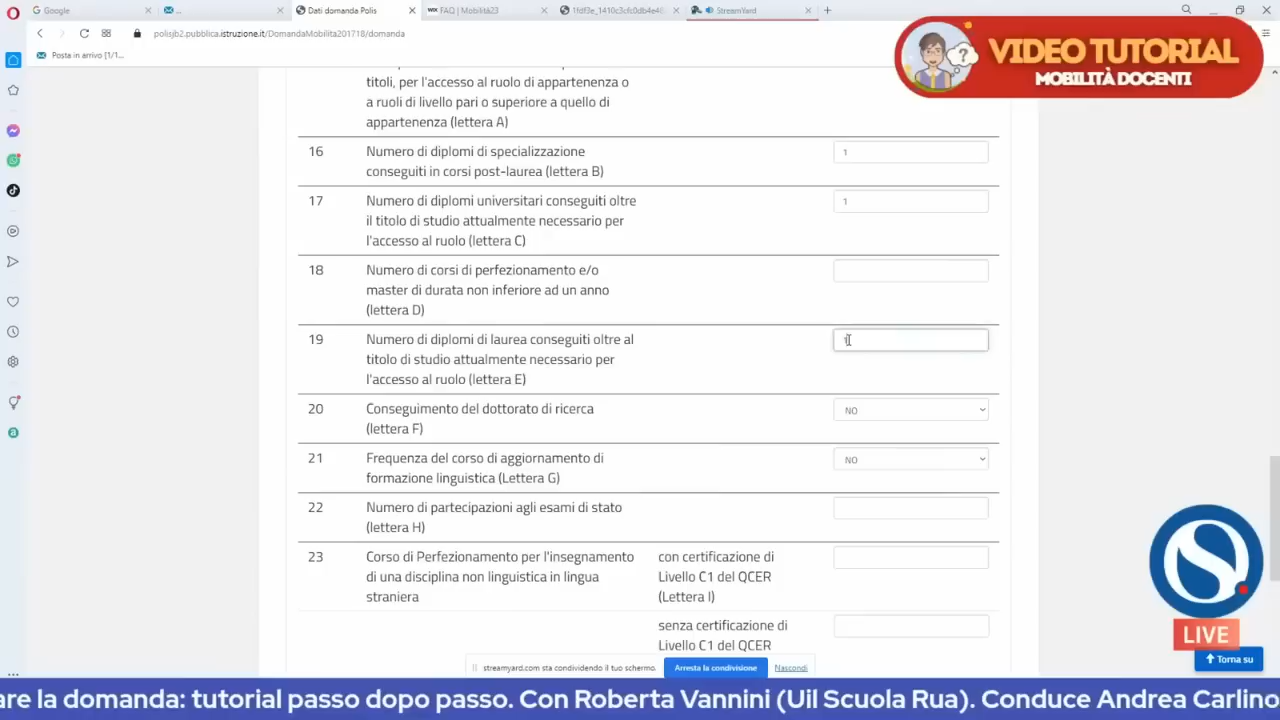 Google
Dati domanda Polis
FAQ | Mobilità23
1fdf3e_1410c3cfc0db4e46
StreamYard
polisjb2.pubblica.istruzione.it/DomandaMobilita201718/domanda
Posta in arrivo [1/1...
VIDEO TUTORIAL
MOBILITÀ DOCENTI
titoli, per l'accesso al ruolo di appartenenza o
a ruoli di livello pari o superiore a quello di
appartenenza (lettera A)
16 Numero di diplomi di specializzazione 1
conseguiti in corsi post-laurea (lettera B)
17 Numero di diplomi universitari conseguiti oltre 1
il titolo di studio attualmente necessario per
l'accesso al ruolo (lettera C)
18 Numero di corsi di perfezionamento e/o
master di durata non inferiore ad un anno
(lettera D)
19 Numero di diplomi di laurea conseguiti oltre al 1
titolo di studio attualmente necessario per
l'accesso al ruolo (lettera E)
20 Conseguimento del dottorato di ricerca NO
(lettera F)
21 Frequenza del corso di aggiornamento di NO
formazione linguistica (Lettera G)
22 Numero di partecipazioni agli esami di stato
(lettera H)
23 Corso di Perfezionamento per l'insegnamento con certificazione di
di una disciplina non linguistica in lingua Livello C1 del QCER
straniera (Lettera I)
senza certificazione di
Livello C1 del QCER
streamyard.com sta condividendo il tuo schermo. Arresta la condivisione Nascondi
LIVE
Torna su
are la domanda: tutorial passo dopo passo. Con Roberta Vannini (Uil Scuola Rua). Conduce Andrea Carlino